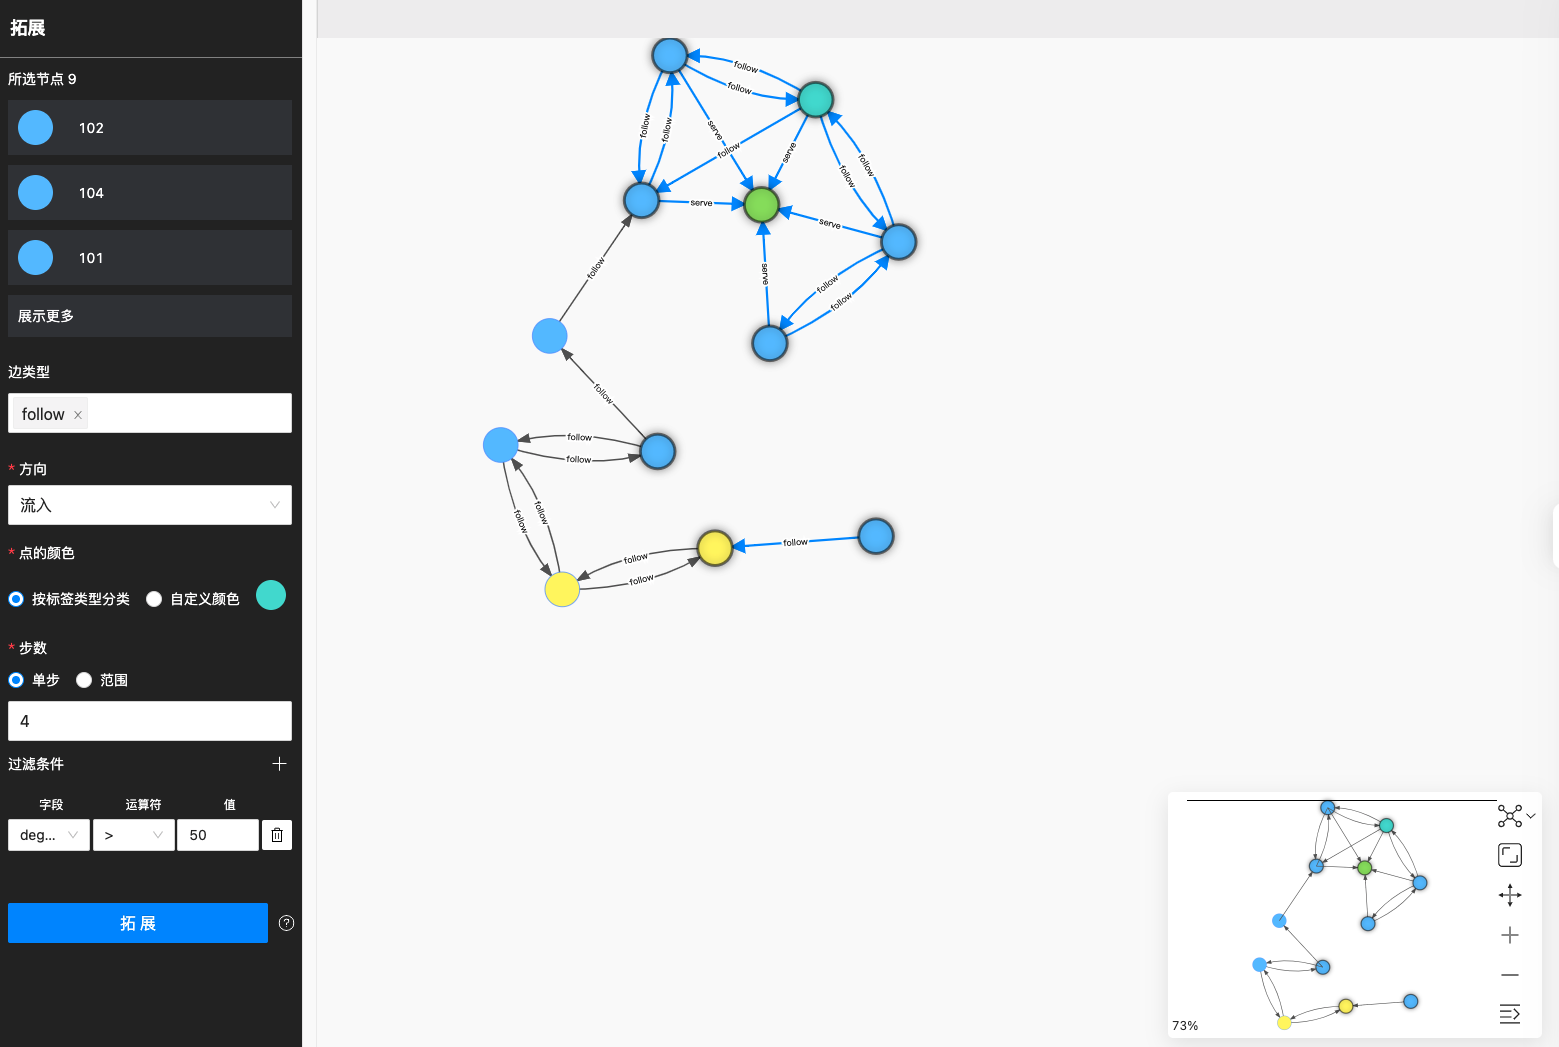 拓展
所选节点 9
102
104
101
展示更多
边类型
follow ×
* 方向
流入
* 点的颜色
按标签类型分类 自定义颜色
* 步数
单步 范围
4
过滤条件 +
字段 运算符 值
deg... > 50
拓 展 ?
follow
follow
follow
follow
serve
follow
serve
follow
follow
serve
serve
serve
follow
follow
follow
follow
follow
follow
follow
follow
follow
follow
follow
73%